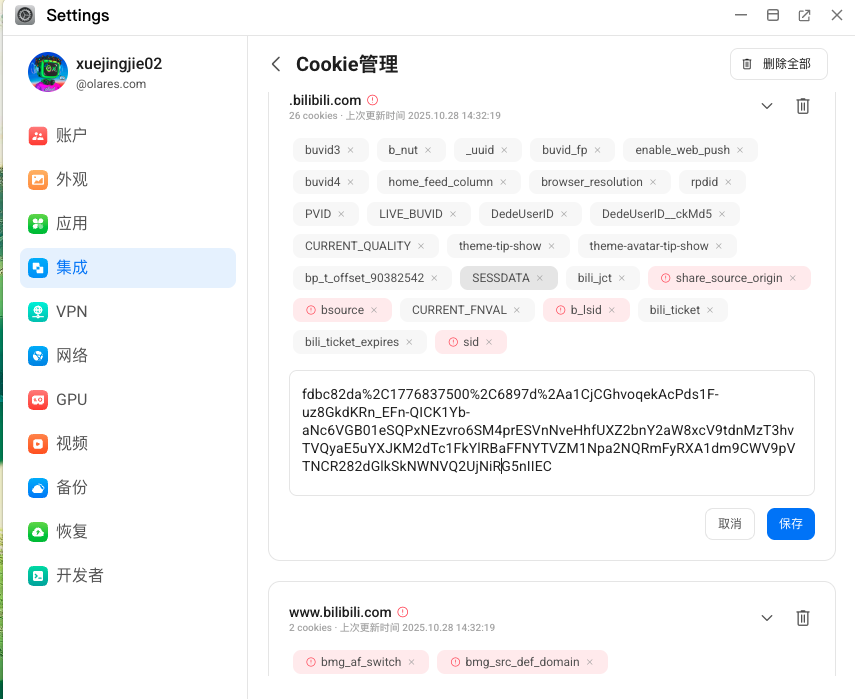 Settings
xuejingjie02
@olares.com
账户
外观
应用
集成
VPN
网络
GPU
视频
备份
恢复
开发者
Cookie管理
删除全部
.bilibili.com
26 cookies · 上次更新时间 2025.10.28 14:32:19
buvid3 × b_nut × _uuid × buvid_fp × enable_web_push ×
buvid4 × home_feed_column × browser_resolution × rpdid ×
PVID × LIVE_BUVID × DedeUserID × DedeUserID__ckMd5 ×
CURRENT_QUALITY × theme-tip-show × theme-avatar-tip-show ×
bp_t_offset_90382542 × SESSDATA × bili_jct × share_source_origin ×
bsource × CURRENT_FNVAL × b_lsid × bili_ticket ×
bili_ticket_expires × sid ×
fdbc82da%2C1776837500%2C6897d%2Aa1CjCGhvoqekAcPds1F-
uz8GkdKRn_EFn-QICK1Yb-
aNc6VGB01eSQPxNEzvro6SM4prESVnNveHhfUXZ2bnY2aW8xcV9tdnMzT3hv
TVQyaE5uYXJKM2dTc1FkYlRBaFFNYTVZM1Npa2NQRmFyRXA1dm9CWV9pV
TNCR282dGlkSkNWNVQ2UjNiRG5nIIEC
取消
保存
www.bilibili.com
2 cookies · 上次更新时间 2025.10.28 14:32:19
bmg_af_switch × bmg_src_def_domain ×